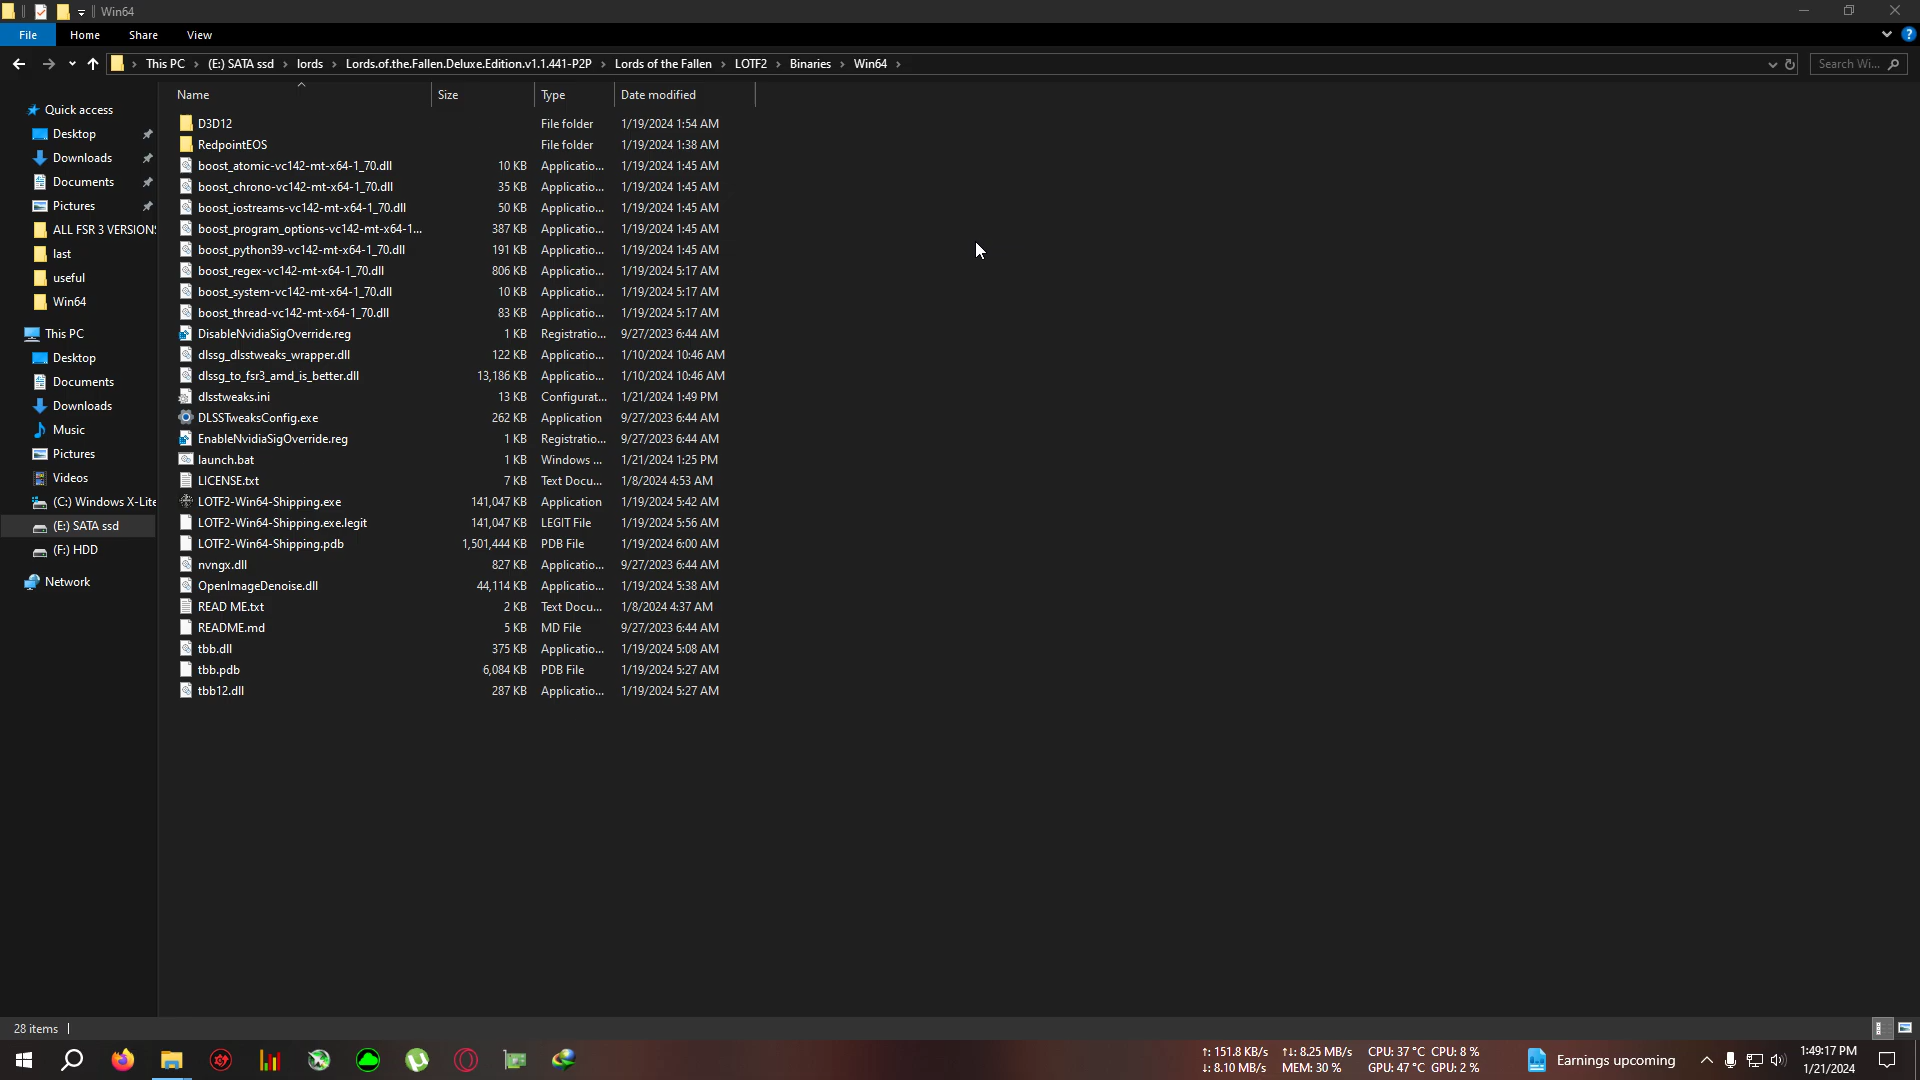 Win64
File Home Share View
This PC (E:) SATA ssd lords Lords.of.the.Fallen.Deluxe.Edition.v1.1.441-P2P Lords of the Fallen LOTF2 Binaries Win64 Search Wi...
Name Size Type Date modified
Quick access
Desktop
Downloads
Documents
Pictures
ALL FSR 3 VERSIONS
last
useful
Win64
This PC
Desktop
Documents
Downloads
Music
Pictures
Videos
(C:) Windows X-Lite
(E:) SATA ssd
(F:) HDD
Network
D3D12 File folder 1/19/2024 1:54 AM
RedpointEOS File folder 1/19/2024 1:38 AM
boost_atomic-vc142-mt-x64-1_70.dll 10 KB Applicatio... 1/19/2024 1:45 AM
boost_chrono-vc142-mt-x64-1_70.dll 35 KB Applicatio... 1/19/2024 1:45 AM
boost_iostreams-vc142-mt-x64-1_70.dll 50 KB Applicatio... 1/19/2024 1:45 AM
boost_program_options-vc142-mt-x64-1... 387 KB Applicatio... 1/19/2024 1:45 AM
boost_python39-vc142-mt-x64-1_70.dll 191 KB Applicatio... 1/19/2024 1:45 AM
boost_regex-vc142-mt-x64-1_70.dll 806 KB Applicatio... 1/19/2024 5:17 AM
boost_system-vc142-mt-x64-1_70.dll 10 KB Applicatio... 1/19/2024 5:17 AM
boost_thread-vc142-mt-x64-1_70.dll 83 KB Applicatio... 1/19/2024 5:17 AM
DisableNvidiaSigOverride.reg 1 KB Registratio... 9/27/2023 6:44 AM
dlssg_dlsstweaks_wrapper.dll 122 KB Applicatio... 1/10/2024 10:46 AM
dlssg_to_fsr3_amd_is_better.dll 13,186 KB Applicatio... 1/10/2024 10:46 AM
dlsstweaks.ini 13 KB Configurat... 1/21/2024 1:49 PM
DLSSTweaksConfig.exe 262 KB Application 9/27/2023 6:44 AM
EnableNvidiaSigOverride.reg 1 KB Registratio... 9/27/2023 6:44 AM
launch.bat 1 KB Windows ... 1/21/2024 1:25 PM
LICENSE.txt 7 KB Text Docu... 1/8/2024 4:53 AM
LOTF2-Win64-Shipping.exe 141,047 KB Application 1/19/2024 5:42 AM
LOTF2-Win64-Shipping.exe.legit 141,047 KB LEGIT File 1/19/2024 5:56 AM
LOTF2-Win64-Shipping.pdb 1,501,444 KB PDB File 1/19/2024 6:00 AM
nvngx.dll 827 KB Applicatio... 9/27/2023 6:44 AM
OpenImageDenoise.dll 44,114 KB Applicatio... 1/19/2024 5:38 AM
READ ME.txt 2 KB Text Docu... 1/8/2024 4:37 AM
README.md 5 KB MD File 9/27/2023 6:44 AM
tbb.dll 375 KB Applicatio... 1/19/2024 5:08 AM
tbb.pdb 6,084 KB PDB File 1/19/2024 5:27 AM
tbb12.dll 287 KB Applicatio... 1/19/2024 5:27 AM
28 items
↑: 151.8 KB/s ↑↓: 8.25 MB/s CPU: 37 °C CPU: 8 %
↓: 8.10 MB/s MEM: 30 % GPU: 47 °C GPU: 2 %
Earnings upcoming
1:49:17 PM
1/21/2024